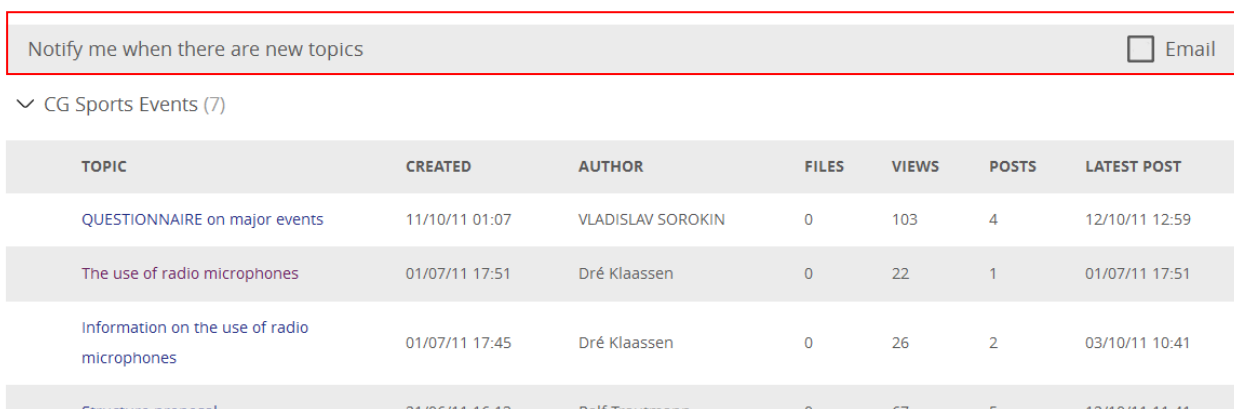 Notify me when there are new topics Email
CG Sports Events (7)
TOPIC CREATED AUTHOR FILES VIEWS POSTS LATEST POST
QUESTIONNAIRE on major events 11/10/11 01:07 VLADISLAV SOROKIN 0 103 4 12/10/11 12:59
The use of radio microphones 01/07/11 17:51 Dré Klaassen 0 22 1 01/07/11 17:51
Information on the use of radio
microphones 01/07/11 17:45 Dré Klaassen 0 26 2 03/10/11 10:41